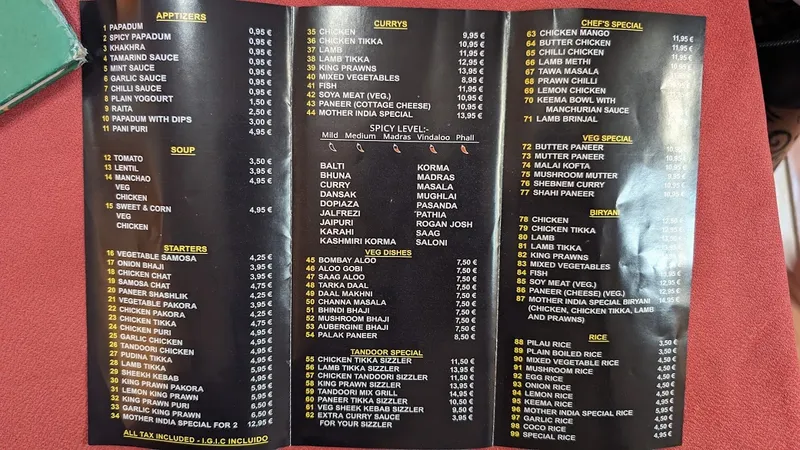 APPTIZERS
1 PAPADUM 0,95 €
2 SPICY PAPADUM 0,95 €
3 KHAKHRA 0,95 €
4 TAMARIND SAUCE 0,95 €
5 MINT SAUCE 0,95 €
6 GARLIC SAUCE 0,95 €
7 CHILLI SAUCE 0,95 €
8 PLAIN YOGOURT 1,50 €
9 RAITA 2,50 €
10 PAPADUM WITH DIPS 3,00 €
11 PANI PURI 3,50 €
SOUP
12 TOMATO 3,50 €
13 LENTIL 3,95 €
14 MANCHAO 4,95 €
VEG
CHICKEN
15 SWEET & CORN 4,95 €
VEG
CHICKEN
STARTERS
16 VEGETABLE SAMOSA 4,25 €
17 ONION BHAJI 3,95 €
18 CHICKEN CHAT 3,95 €
19 SAMOSA CHAT 4,75 €
20 PANEER SHASHLIK 5,95 €
21 VEGETABLE PAKORA 3,95 €
22 CHICKEN PAKORA 4,25 €
23 CHICKEN TIKKA 4,75 €
24 CHICKEN PURI 5,25 €
25 GARLIC CHICKEN 5,95 €
26 TANDOORI CHICKEN 5,95 €
27 PUDINA TIKKA 5,95 €
28 LAMB TIKKA 5,95 €
29 SHEEKH KEBAB 5,95 €
30 KING PRAWN PAKORA 5,95 €
31 LEMON KING PRAWN 5,95 €
32 KING PRAWN PURI
33 GARLIC KING PRAWN 6,50 €
34 MOTHER INDIA SPECIAL FOR 2 12,95 €
ALL TAX INCLUDED - I.G.I.C INCLUIDO
CURRYS
35 CHICKEN 9,95 €
36 CHICKEN TIKKA 10,95 €
37 LAMB 11,95 €
38 LAMB TIKKA 12,95 €
39 KING PRAWNS 13,95 €
40 MIXED VEGETABLES 8,95 €
41 FISH 11,95 €
42 SOYA MEAT (VEG.) 10,95 €
43 PANEER (COTTAGE CHEESE) 10,95 €
44 MOTHER INDIA SPECIAL 13,95 €
SPICY LEVEL:-
Mild Medium Madras Vindaloo Phall
BALTI KORMA
BHUNA MADRAS
CURRY MASALA
DANSAK MUGHLAI
DOPIAZA PASANDA
JALFREZI PATHIA
JAIPURI ROGAN JOSH
KARAHI SAAG
KASHMIRI KORMA SALONI
VEG DISHES
45 BOMBAY ALOO 7,50 €
46 ALOO GOBI 7,50 €
47 SAAG ALOO 7,50 €
48 TARKA DAAL 7,50 €
49 DAAL MAKHNI 7,50 €
50 CHANNA MASALA 7,50 €
51 BHINDI BHAJI 7,50 €
52 MUSHROOM BHAJI 7,50 €
53 AUBERGINE BHAJI 7,50 €
54 PALAK PANEER 8,50 €
TANDOOR SPECIAL
55 CHICKEN TIKKA SIZZLER 11,50 €
56 LAMB TIKKA SIZZLER 13,95 €
57 CHICKEN TANDOORI SIZZLER 11,50 €
58 KING PRAWN SIZZLER 13,95 €
59 TANDOORI MIX GRILL 14,95 €
60 PANEER TIKKA SIZZLER 10,50 €
61 VEG SHEEK KEBAB SIZZLER 9,50 €
62 EXTRA CURRY SAUCE 3,95 €
FOR YOUR SIZZLER
CHEF'S SPECIAL
63 CHICKEN MANGO 11,95 €
64 BUTTER CHICKEN 11,95 €
65 CHILLI CHICKEN 11,95 €
66 LAMB METHI
67 TAWA MASALA
68 PRAWN CHILLI
69 LEMON CHICKEN 11,95 €
70 KEEMA BOWL WITH
MANCHURIAN SAUCE
71 LAMB BRINJAL
VEG SPECIAL
72 BUTTER PANEER
73 MUTTER PANEER
74 MALAI KOFTA
75 MUSHROOM MUTTER
76 SHEBNEM CURRY
77 SHAHI PANEER
BIRYANI
78 CHICKEN
79 CHICKEN TIKKA
80 LAMB
81 LAMB TIKKA
82 KING PRAWNS
83 MIXED VEGETABLES
84 FISH
85 SOY MEAT (VEG.) 12,95 €
86 PANEER (CHEESE) (VEG.) 12,95 €
87 MOTHER INDIA SPECIAL BIRYANI 14,95 €
(CHICKEN, CHICKEN TIKKA, LAMB
AND PRAWNS)
RICE
88 PILAU RICE 3,50 €
89 PLAIN BOILED RICE 3,50 €
90 MIXED VEGETABLE RICE 4,50 €
91 MUSHROOM RICE 4,50 €
92 EGG RICE 4,50 €
93 ONION RICE 4,50 €
94 LEMON RICE 4,50 €
95 KEEMA RICE 4,95 €
96 MOTHER INDIA SPECIAL RICE 5,95 €
97 GARLIC RICE 4,50 €
98 COCO RICE 4,50 €
99 SPECIAL RICE 4,95 €